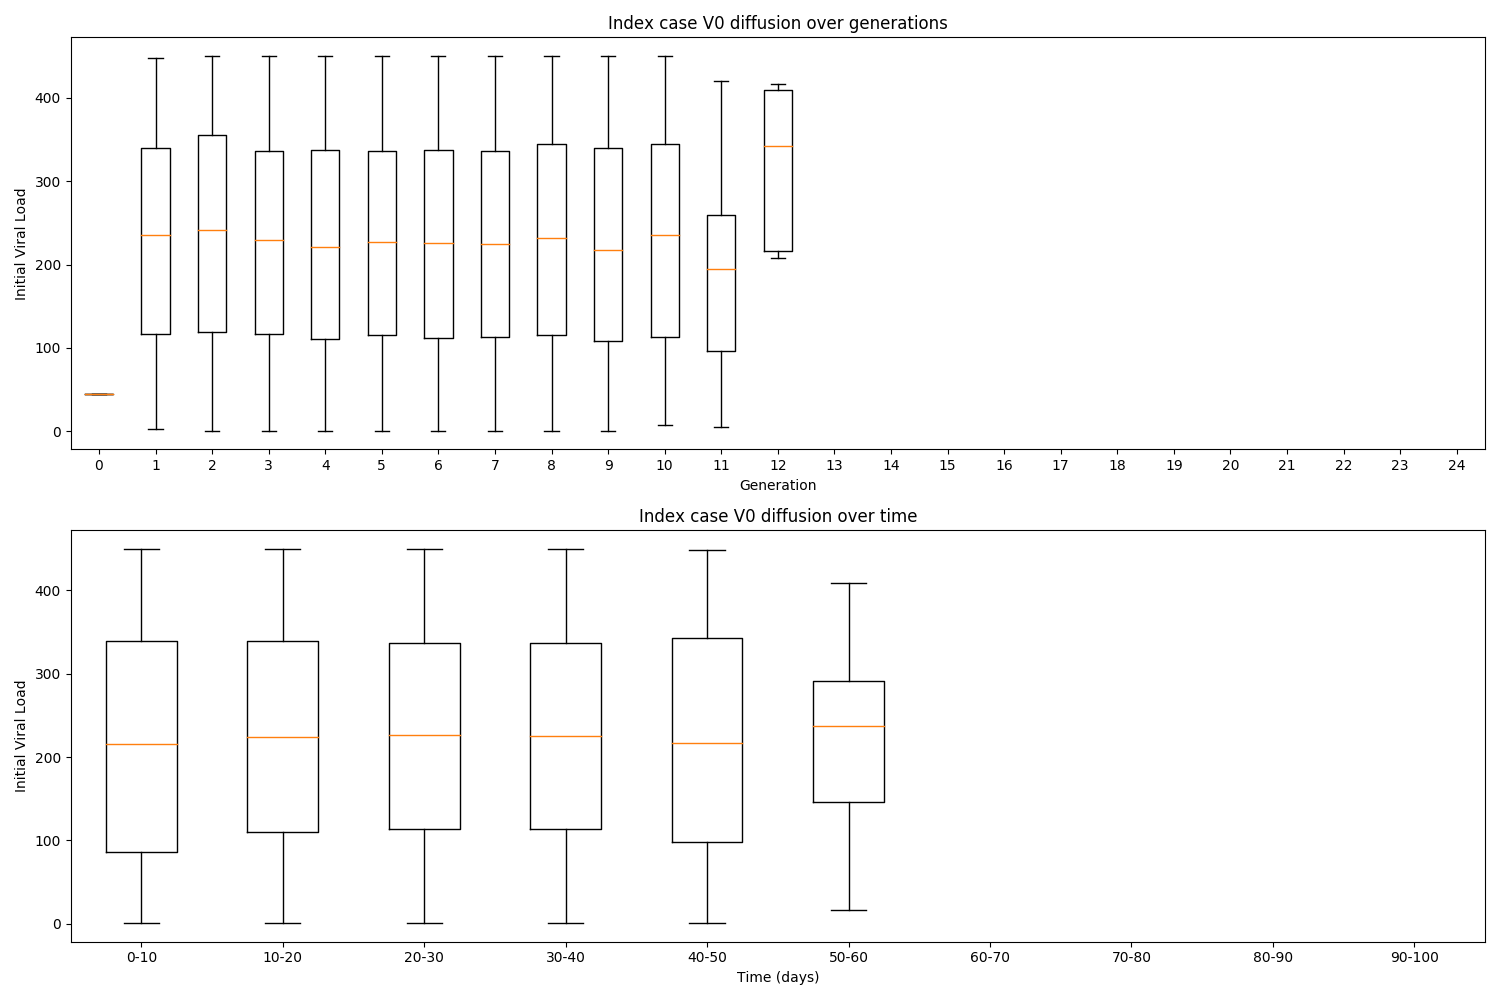 Index case V0 diffusion over generations
Initial Viral Load
400
300
200
100
0
0 1 2 3 4 5 6 7 8 9 10 11 12 13 14 15 16 17 18 19 20 21 22 23 24
Generation
Index case V0 diffusion over time
Initial Viral Load
400
300
200
100
0
0-10 10-20 20-30 30-40 40-50 50-60 60-70 70-80 80-90 90-100
Time (days)